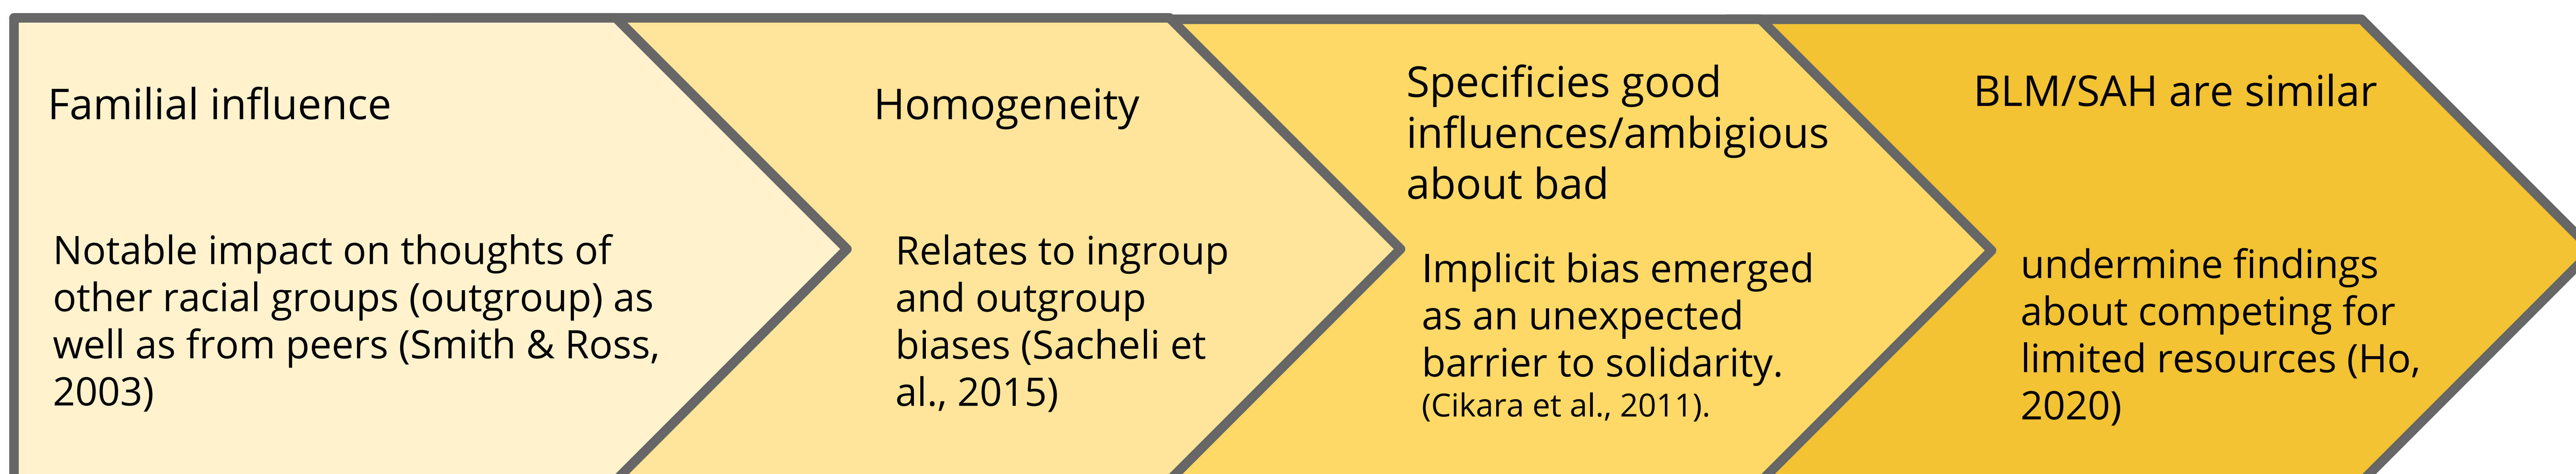 Familial influence
Notable impact on thoughts of
other racial groups (outgroup) as
well as from peers (Smith & Ross,
2003)
Homogeneity
Relates to ingroup
and outgroup
biases (Sacheli et
al., 2015)
Specificies good
influences/ambigious
about bad
Implicit bias emerged
as an unexpected
barrier to solidarity.
(Cikara et al., 2011).
BLM/SAH are similar
undermine findings
about competing for
limited resources (Ho,
2020)